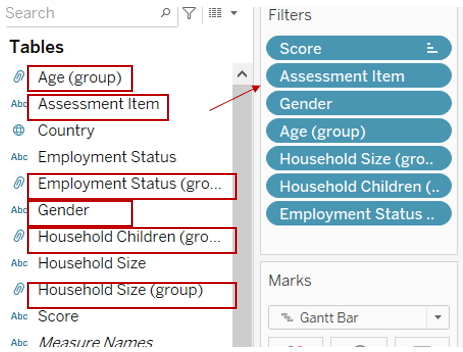 Search
Tables
Age (group)
Abc Assessment Item
Country
Abc Employment Status
Employment Status (gro...
Abc Gender
Household Children (gro...
Abc Household Size
Household Size (group)
Abc Score
Abc Measure Names
Filters
Score
Assessment Item
Gender
Age (group)
Household Size (gro..
Household Children (..
Employment Status ..
Marks
Gantt Bar